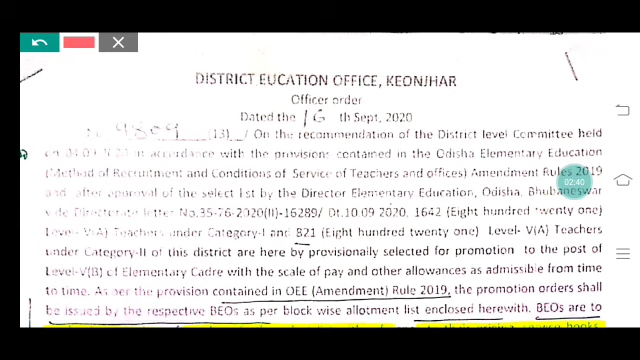 DISTRICT EUCATION OFFICE, KEONJHAR
Officer order
Dated the 16 th Sept, 2020
No 9809 (13) / On the recommendation of the District level Committee held
on 04.09 in accordance with the provisions contained in the Odisha Elementary Education
(Method of Recruitment and Conditions of Service of Teachers and offices) Amendment Rules 2019
and after approval of the select list by the Director Elementary Education, Odisha, Bhubaneswar
vide Directorate letter No.35-76-2020(II)-16289/ Dt.10.09 2020, 1642 (Eight hundred twenty one)
Level-V(A) Teachers under Category-I and 821 (Eight hundred twenty one) Level-V(A) Teachers
under Category-II of this district are here by provisionally selected for promotion to the post of
Level-V(B) of Elementary Cadre with the scale of pay and other allowances as admissible from time
to time. As per the provision contained in OEE (Amendment) Rule 2019, the promotion orders shall
be issued by the respective BEOs as per block wise allotment list enclosed herewith. BEOs are to
02:40